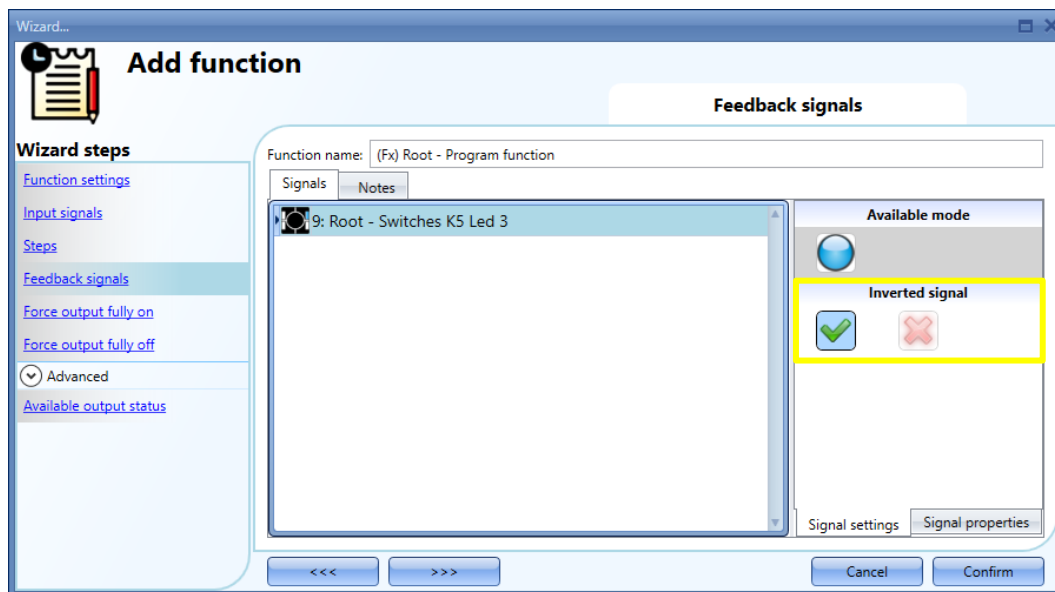 Wizard...
Add function
Feedback signals
Wizard steps
Function settings
Input signals
Steps
Feedback signals
Force output fully on
Force output fully off
Advanced
Available output status
Function name: (Fx) Root - Program function
Signals Notes
9: Root - Switches K5 Led 3
Available mode
Inverted signal
Signal settings Signal properties
<<< >>> Cancel Confirm